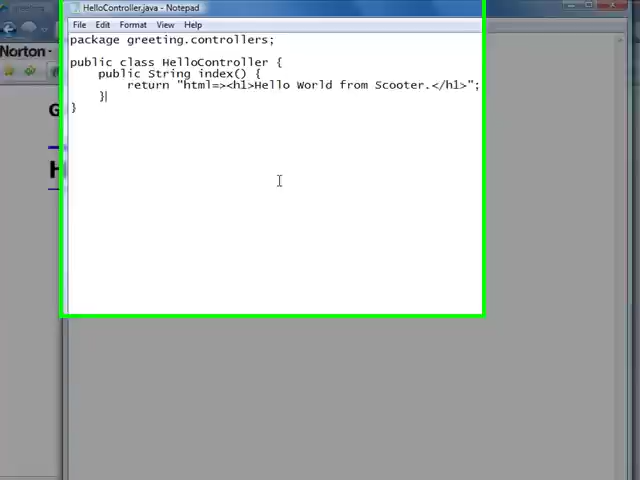 HelloController.java - Notepad
File Edit Format View Help
Norton
package greeting.controllers;
public class HelloController {
public String index() {
return "html=><h1>Hello World from Scooter.</h1>";
}
}